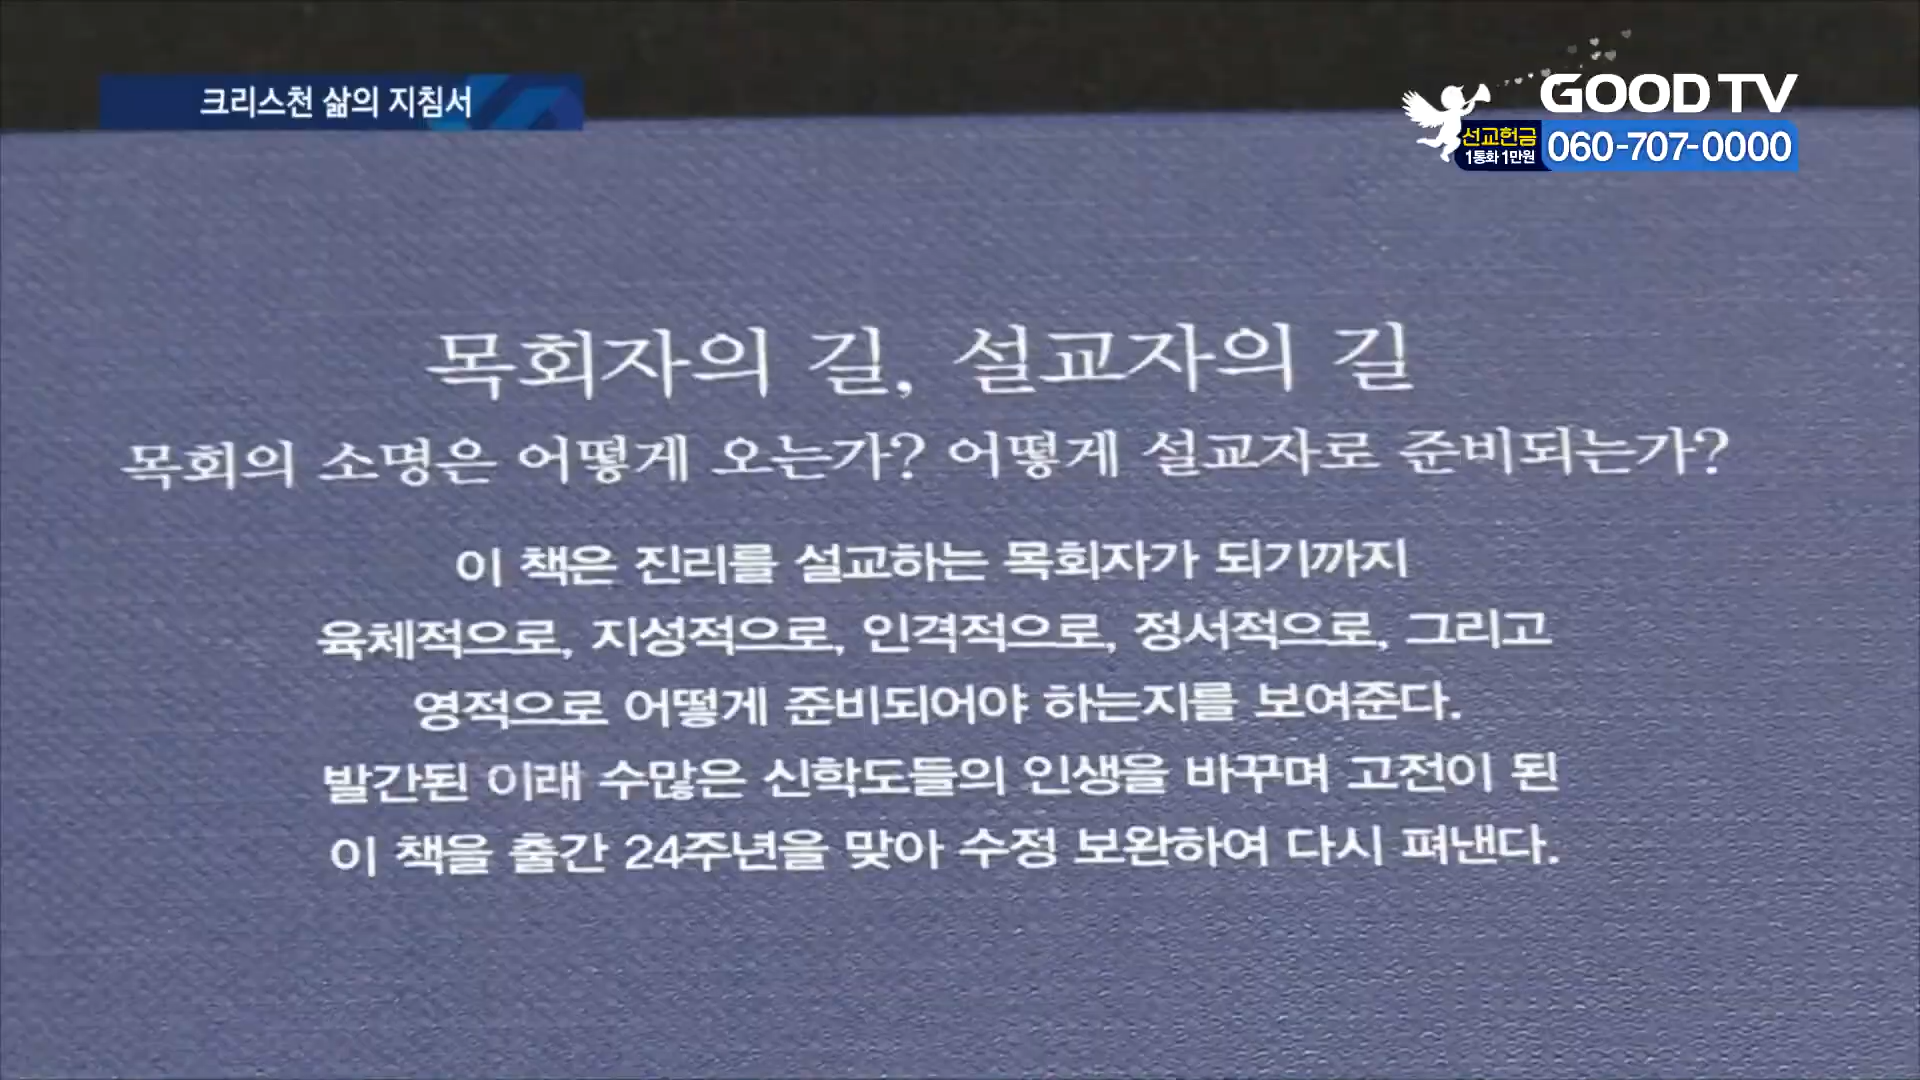 크리스천 삶의 지침서
GOODTV
선교헌금
1통화 1만원
060-707-0000
목회자의 길, 설교자의 길
목회의 소명은 어떻게 오는가? 어떻게 설교자로 준비되는가?
이 책은 진리를 설교하는 목회자가 되기까지
육체적으로, 지성적으로, 인격적으로, 정서적으로, 그리고
영적으로 어떻게 준비되어야 하는지를 보여준다.
발간된 이래 수많은 신학도들의 인생을 바꾸며 고전이 된
이 책을 출간 24주년을 맞아 수정 보완하여 다시 펴낸다.